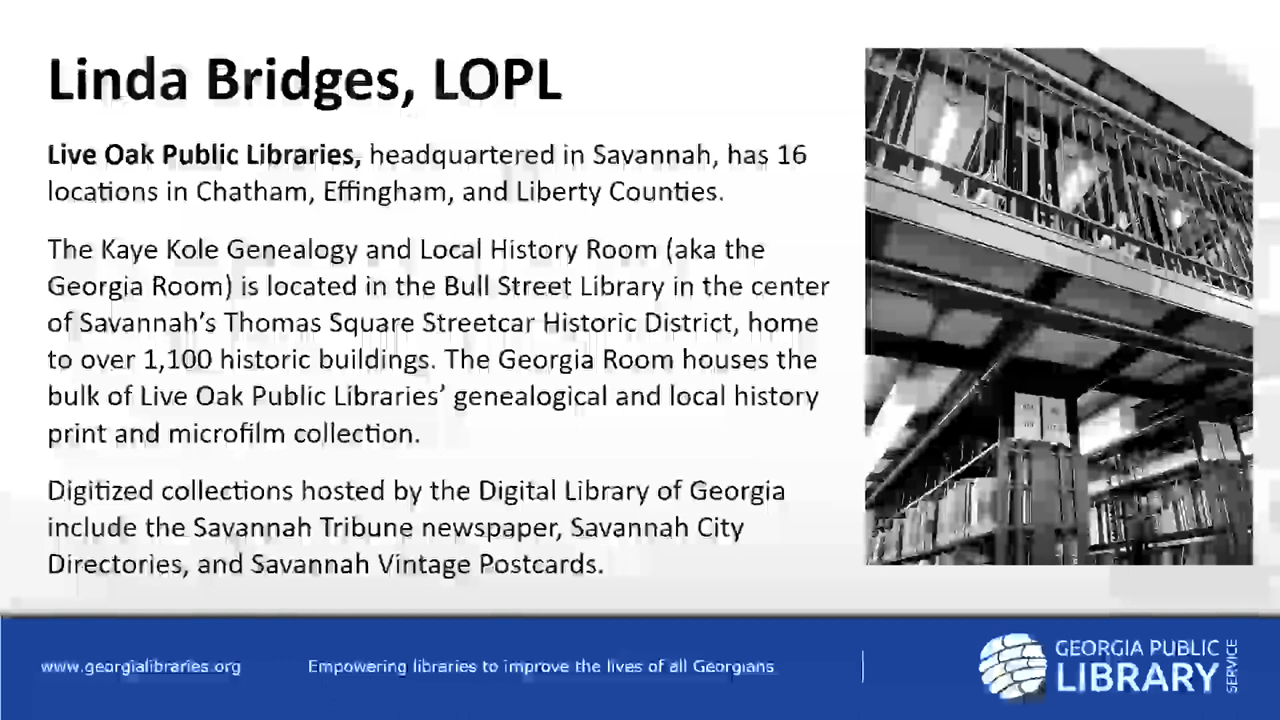 Linda Bridges, LOPL
Live Oak Public Libraries, headquartered in Savannah, has 16
locations in Chatham, Effingham, and Liberty Counties.
The Kaye Kole Genealogy and Local History Room (aka the
Georgia Room) is located in the Bull Street Library in the center
of Savannah’s Thomas Square Streetcar Historic District, home
to over 1,100 historic buildings. The Georgia Room houses the
bulk of Live Oak Public Libraries’ genealogical and local history
print and microfilm collection.
Digitized collections hosted by the Digital Library of Georgia
include the Savannah Tribune newspaper, Savannah City
Directories, and Savannah Vintage Postcards.
www.georgialibraries.org
Empowering libraries to improve the lives of all Georgians
GEORGIA PUBLIC
LIBRARY
SERVICE